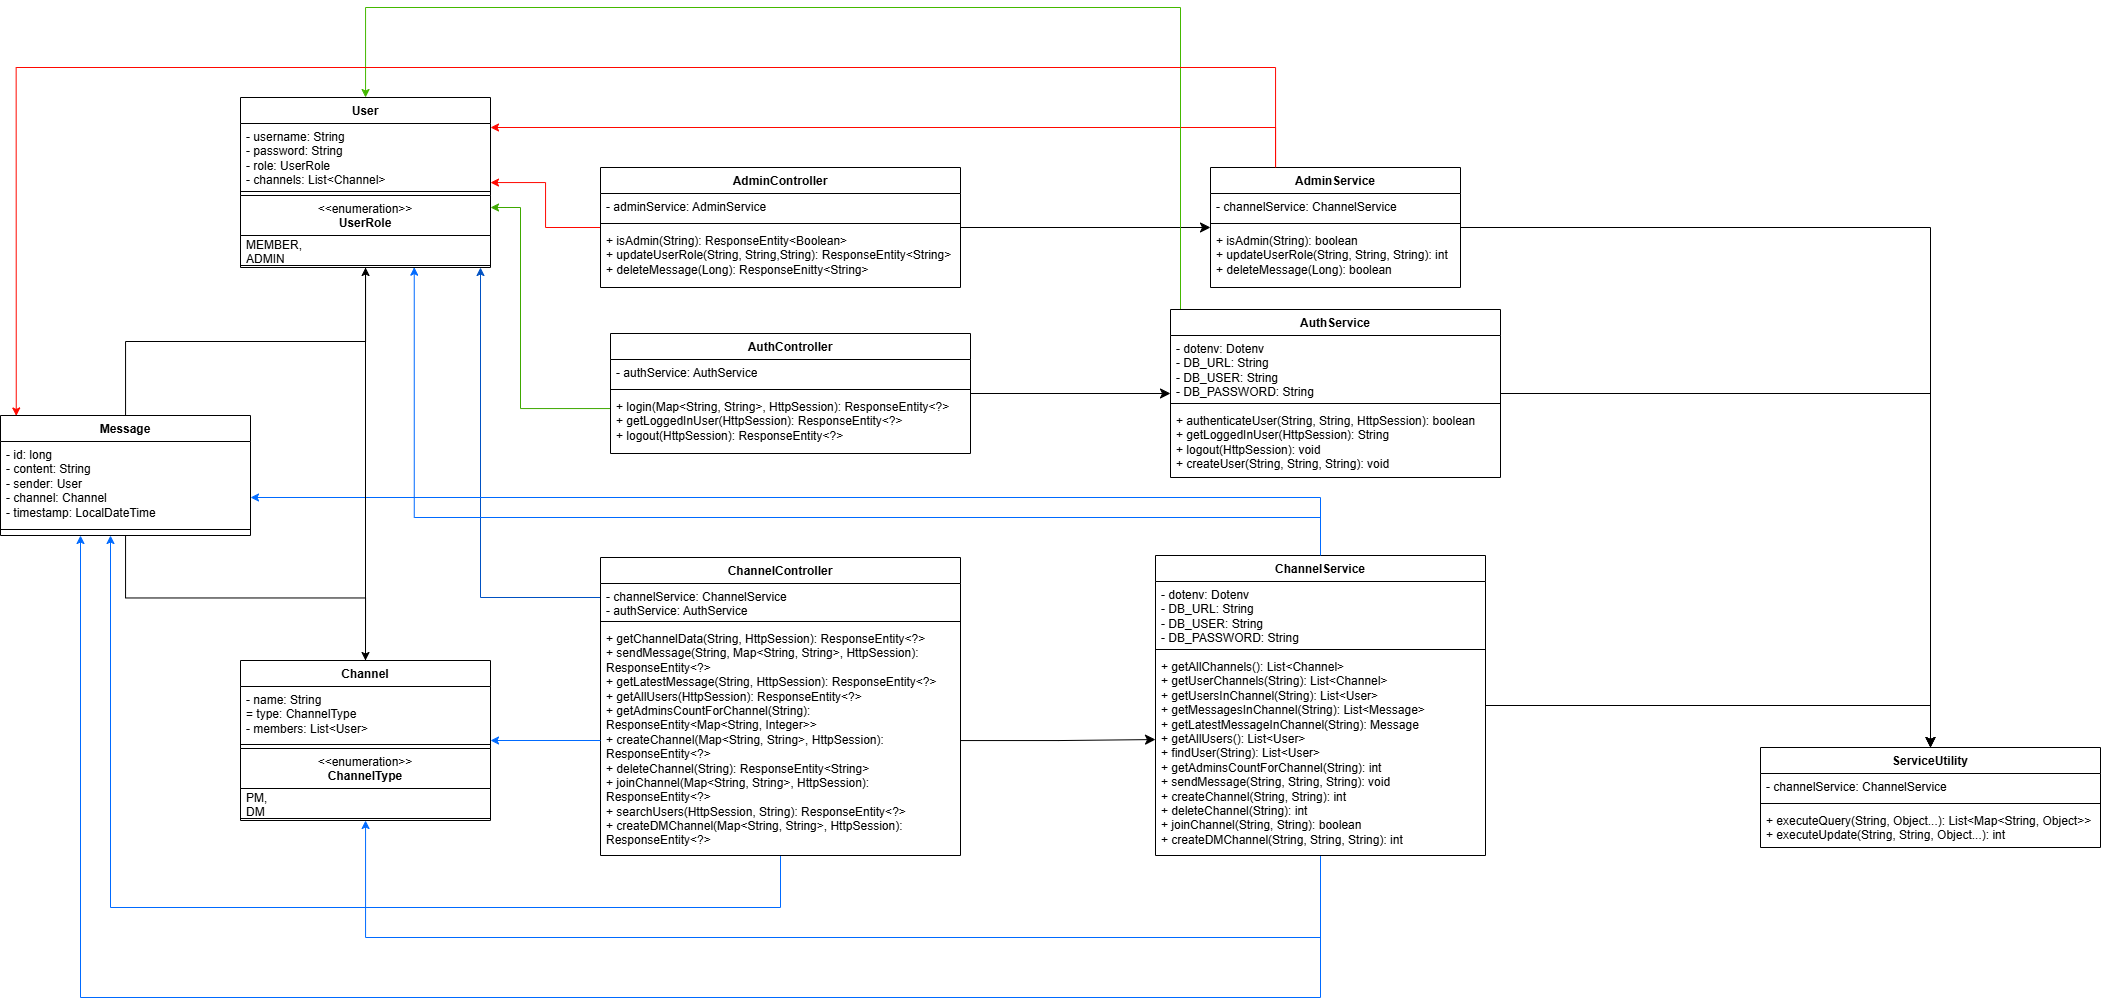 User
- username: String
- password: String
- role: UserRole
- channels: List<Channel>
<<enumeration>>
UserRole
MEMBER,
ADMIN
AdminController
- adminService: AdminService
+ isAdmin(String): ResponseEntity<Boolean>
+ updateUserRole(String, String,String): ResponseEntity<String>
+ deleteMessage(Long): ResponseEnitty<String>
AdminService
- channelService: ChannelService
+ isAdmin(String): boolean
+ updateUserRole(String, String, String): int
+ deleteMessage(Long): boolean
AuthController
- authService: AuthService
+ login(Map<String, String>, HttpSession): ResponseEntity<?>
+ getLoggedInUser(HttpSession): ResponseEntity<?>
+ logout(HttpSession): ResponseEntity<?>
AuthService
- dotenv: Dotenv
- DB_URL: String
- DB_USER: String
- DB_PASSWORD: String
+ authenticateUser(String, String, HttpSession): boolean
+ getLoggedInUser(HttpSession): String
+ logout(HttpSession): void
+ createUser(String, String, String): void
Message
- id: long
- content: String
- sender: User
- channel: Channel
- timestamp: LocalDateTime
ChannelController
- channelService: ChannelService
- authService: AuthService
+ getChannelData(String, HttpSession): ResponseEntity<?>
+ sendMessage(String, Map<String, String>, HttpSession):
ResponseEntity<?>
+ getLatestMessage(String, HttpSession): ResponseEntity<?>
+ getAllUsers(HttpSession): ResponseEntity<?>
+ getAdminsCountForChannel(String):
ResponseEntity<Map<String, Integer>>
+ createChannel(Map<String, String>, HttpSession):
ResponseEntity<?>
+ deleteChannel(String): ResponseEntity<String>
+ joinChannel(Map<String, String>, HttpSession):
ResponseEntity<?>
+ searchUsers(HttpSession, String): ResponseEntity<?>
+ createDMChannel(Map<String, String>, HttpSession):
ResponseEntity<?>
ChannelService
- dotenv: Dotenv
- DB_URL: String
- DB_USER: String
- DB_PASSWORD: String
+ getAllChannels(): List<Channel>
+ getUserChannels(String): List<Channel>
+ getUsersInChannel(String): List<User>
+ getMessagesInChannel(String): List<Message>
+ getLatestMessageInChannel(String): Message
+ getAllUsers(): List<User>
+ findUser(String): List<User>
+ getAdminsCountForChannel(String): int
+ sendMessage(String, String, String): void
+ createChannel(String, String): int
+ deleteChannel(String): int
+ joinChannel(String, String): boolean
+ createDMChannel(String, String, String): int
Channel
- name: String
= type: ChannelType
- members: List<User>
<<enumeration>>
ChannelType
PM,
DM
ServiceUtility
- channelService: ChannelService
+ executeQuery(String, Object...): List<Map<String, Object>>
+ executeUpdate(String, String, Object...): int